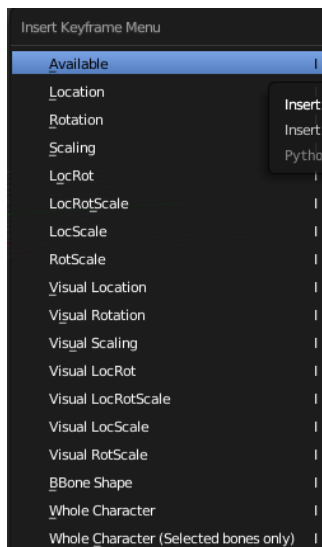 Insert Keyframe Menu
Available I
Location I
Insert
Rotation
Insert
Scaling
Pytho
LocRot I
LocRotScale I
LocScale I
RotScale I
Visual Location I
Visual Rotation I
Visual Scaling I
Visual LocRot I
Visual LocRotScale I
Visual LocScale I
Visual RotScale I
BBone Shape I
Whole Character I
Whole Character (Selected bones only) I